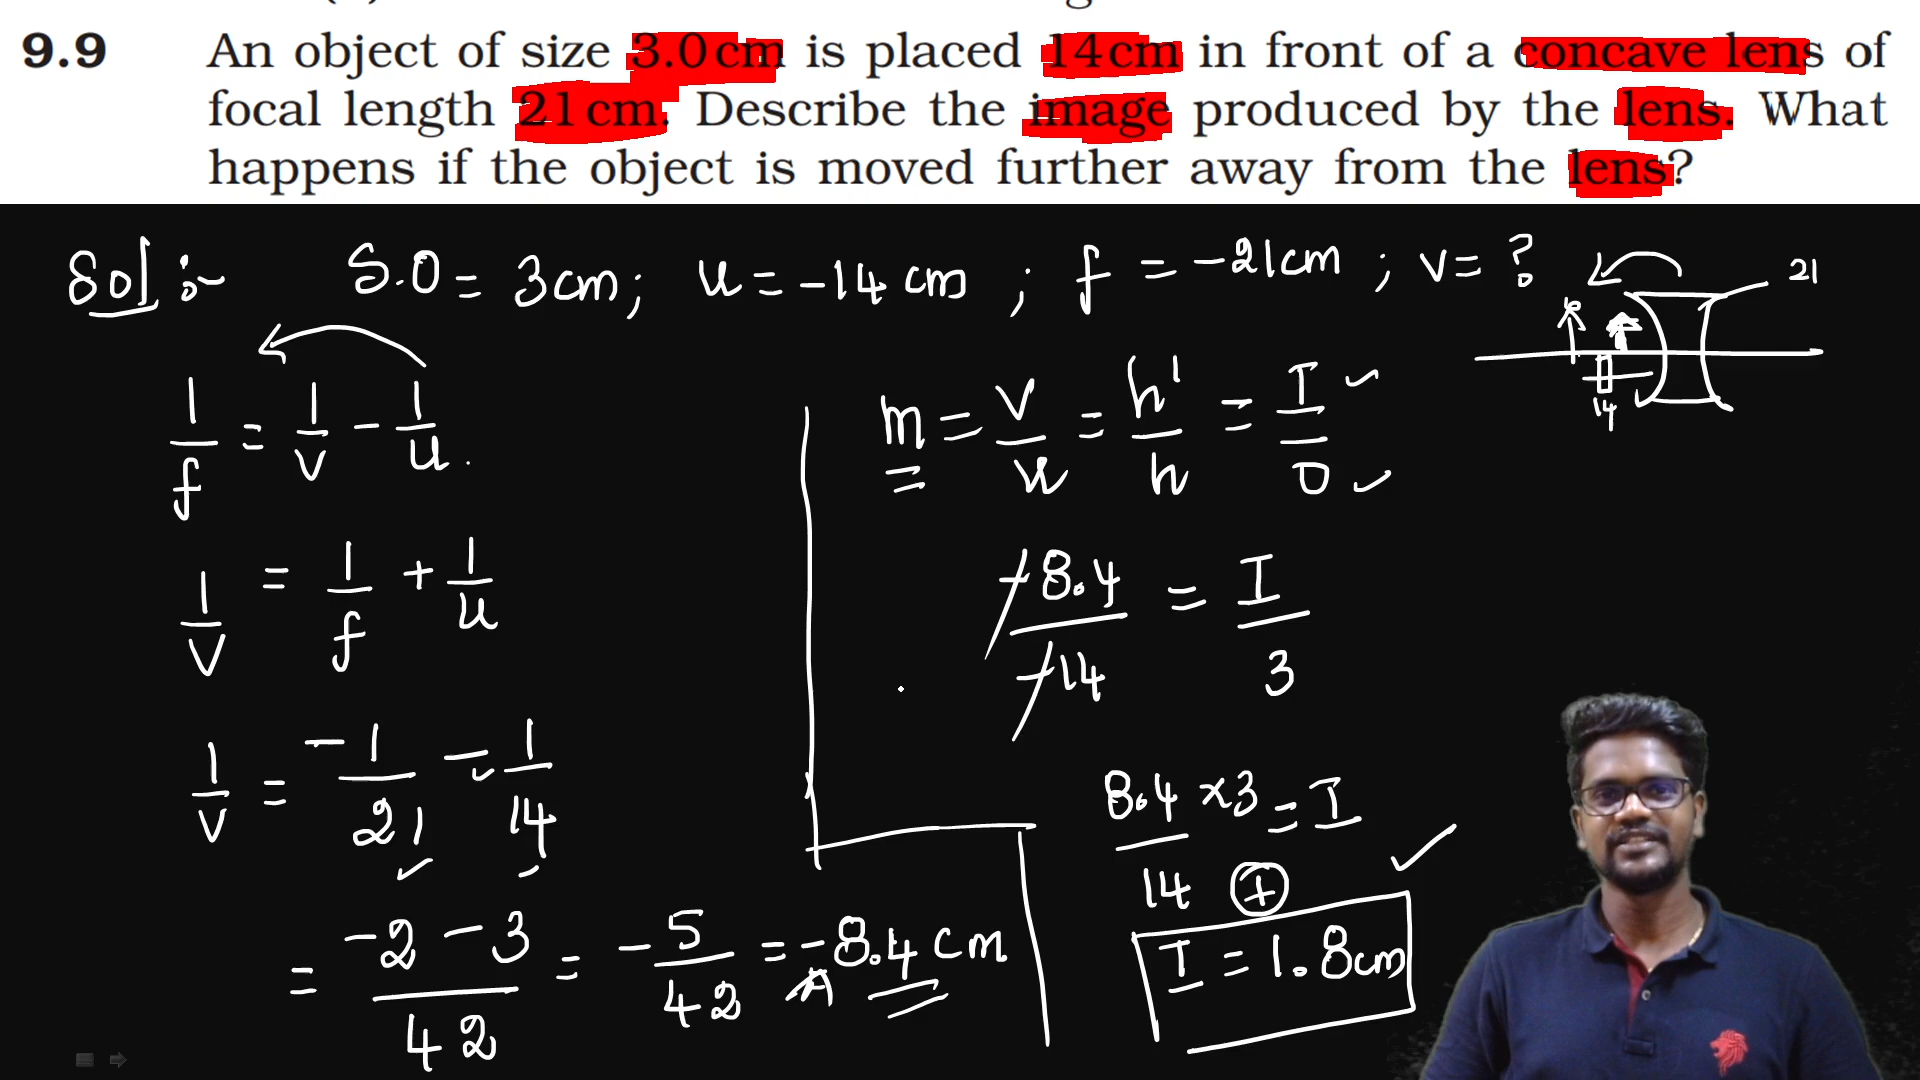 9.9 An object of size 3.0 cm is placed 14cm in front of a concave lens of
focal length 21 cm. Describe the image produced by the lens. What
happens if the object is moved further away from the lens?
Sol :- S.O = 3cm; u = -14 cm ; f = -21cm ; v = ?
21
14
1/f = 1/v - 1/u.
1/v = 1/f + 1/u
1/v = -1/21 - 1/14
= -2 -3/42 = -5/42 = -8.4 cm
m = v/u = h'/h = I/O
-8.4/-14 = I/3
8.4 x3/14 = I
+
I = 1.8cm